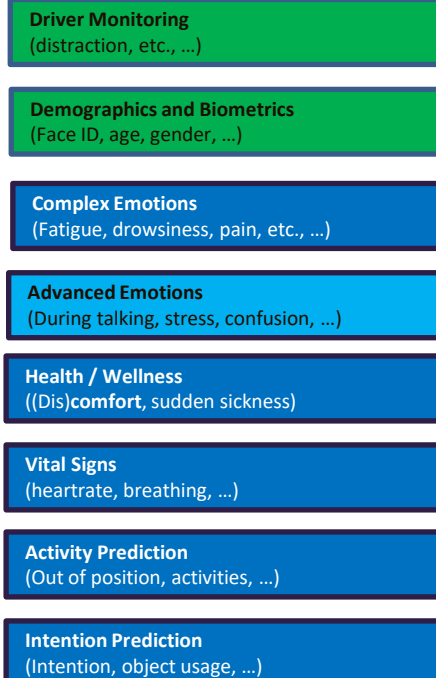 Driver Monitoring
(distraction, etc., …)
Demographics and Biometrics
(Face ID, age, gender, …)
Complex Emotions
(Fatigue, drowsiness, pain, etc., …)
Advanced Emotions
(During talking, stress, confusion, …)
Health / Wellness
((Dis)comfort, sudden sickness)
Vital Signs
(heartrate, breathing, …)
Activity Prediction
(Out of position, activities, …)
Intention Prediction
(Intention, object usage, …)